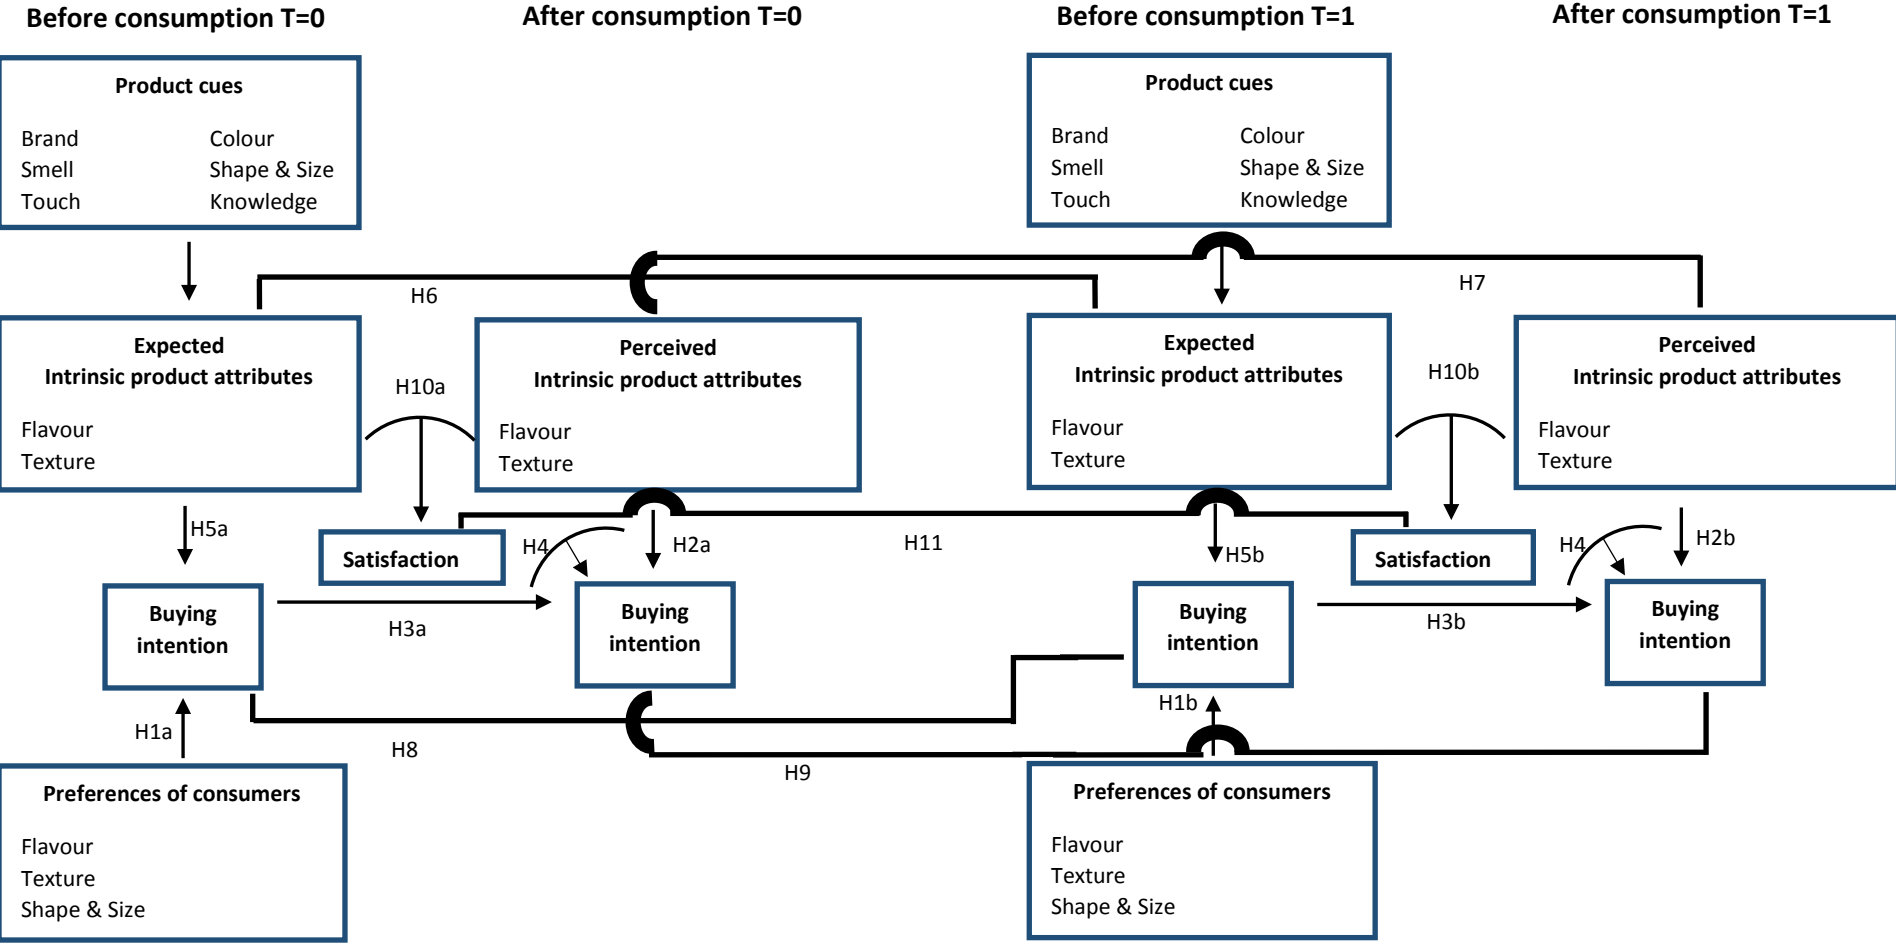 Before consumption T=0
After consumption T=0
Before consumption T=1
After consumption T=1
Product cues
Brand Colour
Smell Shape & Size
Touch Knowledge
Product cues
Brand Colour
Smell Shape & Size
Touch Knowledge
H6
H7
Expected
Intrinsic product attributes
Flavour
Texture
H10a
Perceived
Intrinsic product attributes
Flavour
Texture
Expected
Intrinsic product attributes
Flavour
Texture
H10b
Perceived
Intrinsic product attributes
Flavour
Texture
H5a
Satisfaction
H4
H2a
H11
H5b
Satisfaction
H4
H2b
Buying
intention
H3a
Buying
intention
Buying
intention
H3b
Buying
intention
H1a
H8
H9
H1b
Preferences of consumers
Flavour
Texture
Shape & Size
Preferences of consumers
Flavour
Texture
Shape & Size